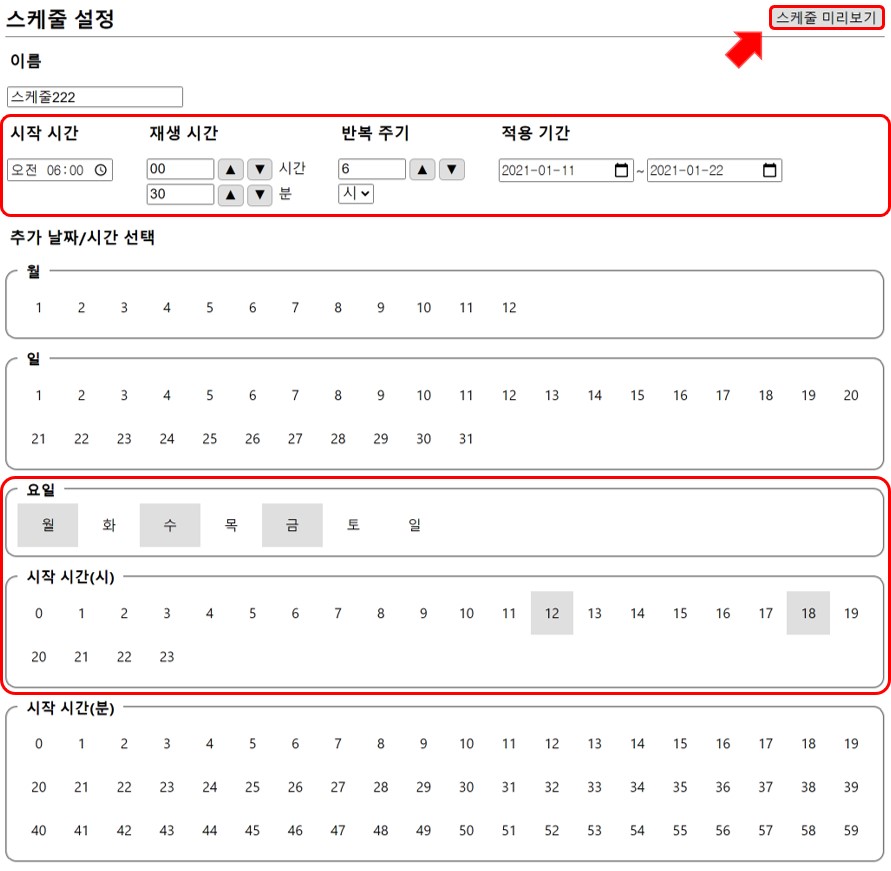 스케줄 설정 스케줄 미리보기
이름
스케줄222
시작 시간 재생 시간 반복 주기 적용 기간
오전 06:00 00 ▲ ▼ 시간 6 ▲ ▼ 2021-01-11 ~ 2021-01-22
30 ▲ ▼ 분 시
추가 날짜/시간 선택
월
1 2 3 4 5 6 7 8 9 10 11 12
일
1 2 3 4 5 6 7 8 9 10 11 12 13 14 15 16 17 18 19 20
21 22 23 24 25 26 27 28 29 30 31
요일
월 화 수 목 금 토 일
시작 시간(시)
0 1 2 3 4 5 6 7 8 9 10 11 12 13 14 15 16 17 18 19
20 21 22 23
시작 시간(분)
0 1 2 3 4 5 6 7 8 9 10 11 12 13 14 15 16 17 18 19
20 21 22 23 24 25 26 27 28 29 30 31 32 33 34 35 36 37 38 39
40 41 42 43 44 45 46 47 48 49 50 51 52 53 54 55 56 57 58 59